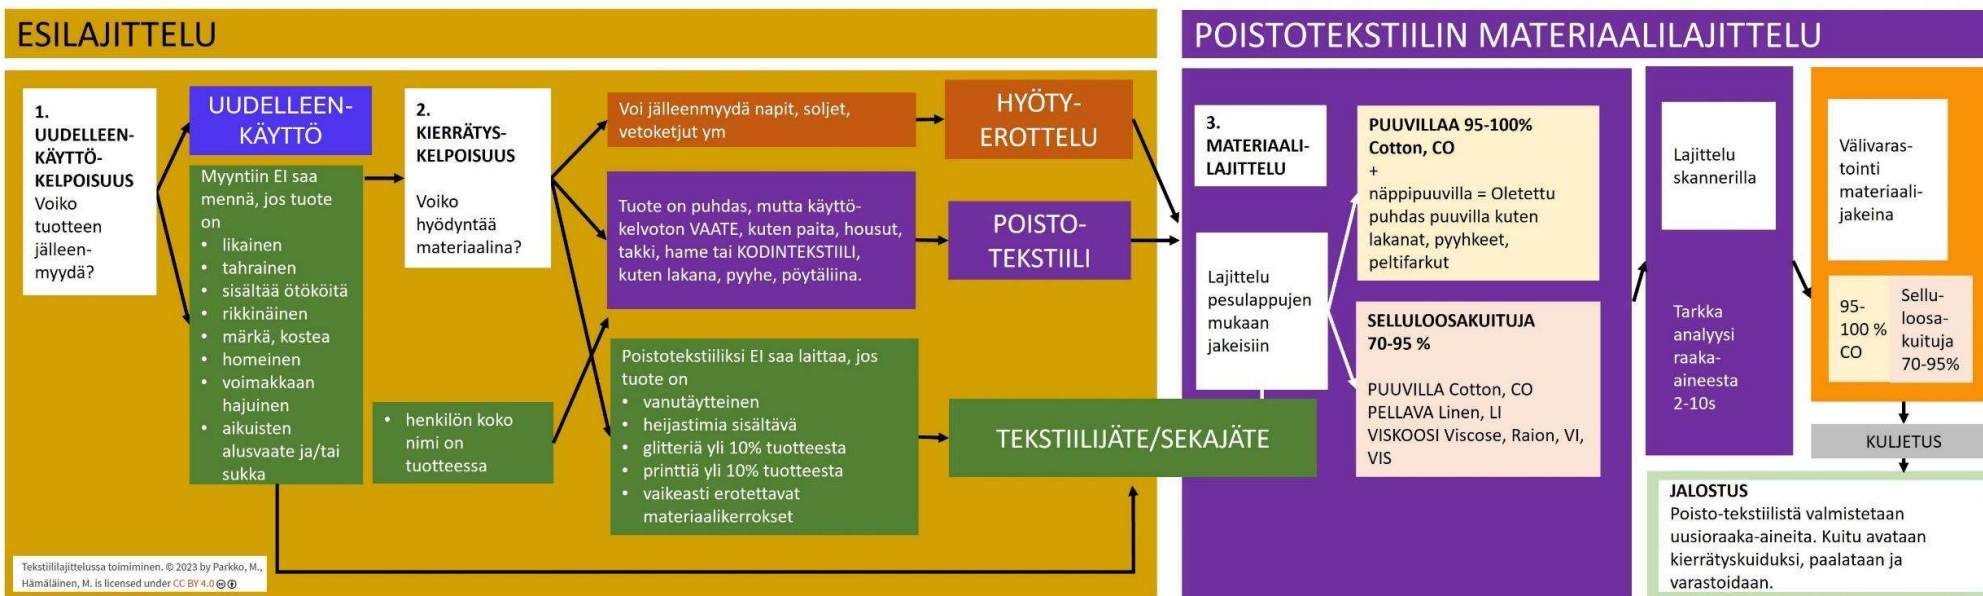 ESILAJITTELU
1.
UUDELLEEN-
KÄYTTÖ-
KELPOISUUS
Voiko
tuotteen
jälleen-
myydä?
UUDELLEEN-
KÄYTTÖ
Myyntiin EI saa
mennä, jos tuote
on
• likainen
• tahrainen
• sisältää ötököitä
• rikkinäinen
• märkä, kostea
• homeinen
• voimakkaan
hajuinen
• aikuisten
alusvaate ja/tai
sukka
2.
KIERRÄTYS-
KELPOISUUS
Voiko
hyödyntää
materiaalina?
• henkilön koko
nimi on
tuotteessa
Voi jälleenmyydä napit, soljet,
vetoketjut ym
HYÖTY-
EROTTELU
Tuote on puhdas, mutta käyttö-
kelvoton VAATE, kuten paita, housut,
takki, hame tai KODINTEKSTIILI,
kuten lakana, pyyhe, pöytäliina.
POISTO-
TEKSTIILI
Poistotekstiiliksi EI saa laittaa, jos
tuote on
• vanutäytteinen
• heijastimia sisältävä
• glitteriä yli 10% tuotteesta
• printtiä yli 10% tuotteesta
• vaikeasti erotettavat
materiaalikerrokset
TEKSTIILIJÄTE/SEKAJÄTE
Tekstiililajittelussa toimiminen. © 2023 by Parkko, M.,
Hämäläinen, M. is licensed under CC BY 4.0
POISTOTEKSTIILIN MATERIAALILAJITTELU
3.
MATERIAALI-
LAJITTELU
Lajittelu
pesulappujen
mukaan
jakeisiin
PUUVILLAA 95-100%
Cotton, CO
+
näppipuuvilla = Oletettu
puhdas puuvilla kuten
lakanat, pyyhkeet,
peltifarkut
SELLULOOSAKUITUJA
70-95 %
PUUVILLA Cotton, CO
PELLAVA Linen, LI
VISKOOSI Viscose, Raion, VI,
VIS
Lajittelu
skannerilla
Tarkka
analyysi
raaka-
aineesta
2-10s
Välivaras-
tointi
materiaali-
jakeina
95-
100 %
CO
Sellu-
loosa-
kuituja
70-95%
KULJETUS
JALOSTUS
Poisto-tekstiilistä valmistetaan
uusioraaka-aineita. Kuitu avataan
kierrätyskuiduksi, paalataan ja
varastoidaan.